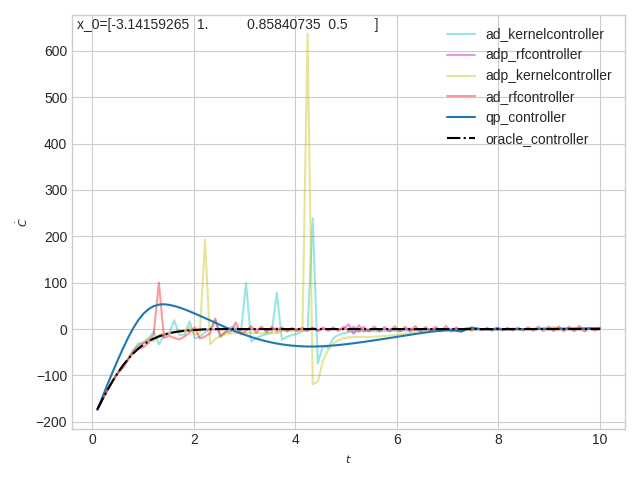 x_0=[-3.14159265 1. 0.85840735 0.5 ]
ad_kernelcontroller
adp_rfcontroller
adp_kernelcontroller
ad_rfcontroller
qp_controller
oracle_controller
600
500
400
300
200
100
0
−100
−200
Ċ
0
2
4
6
8
10
t